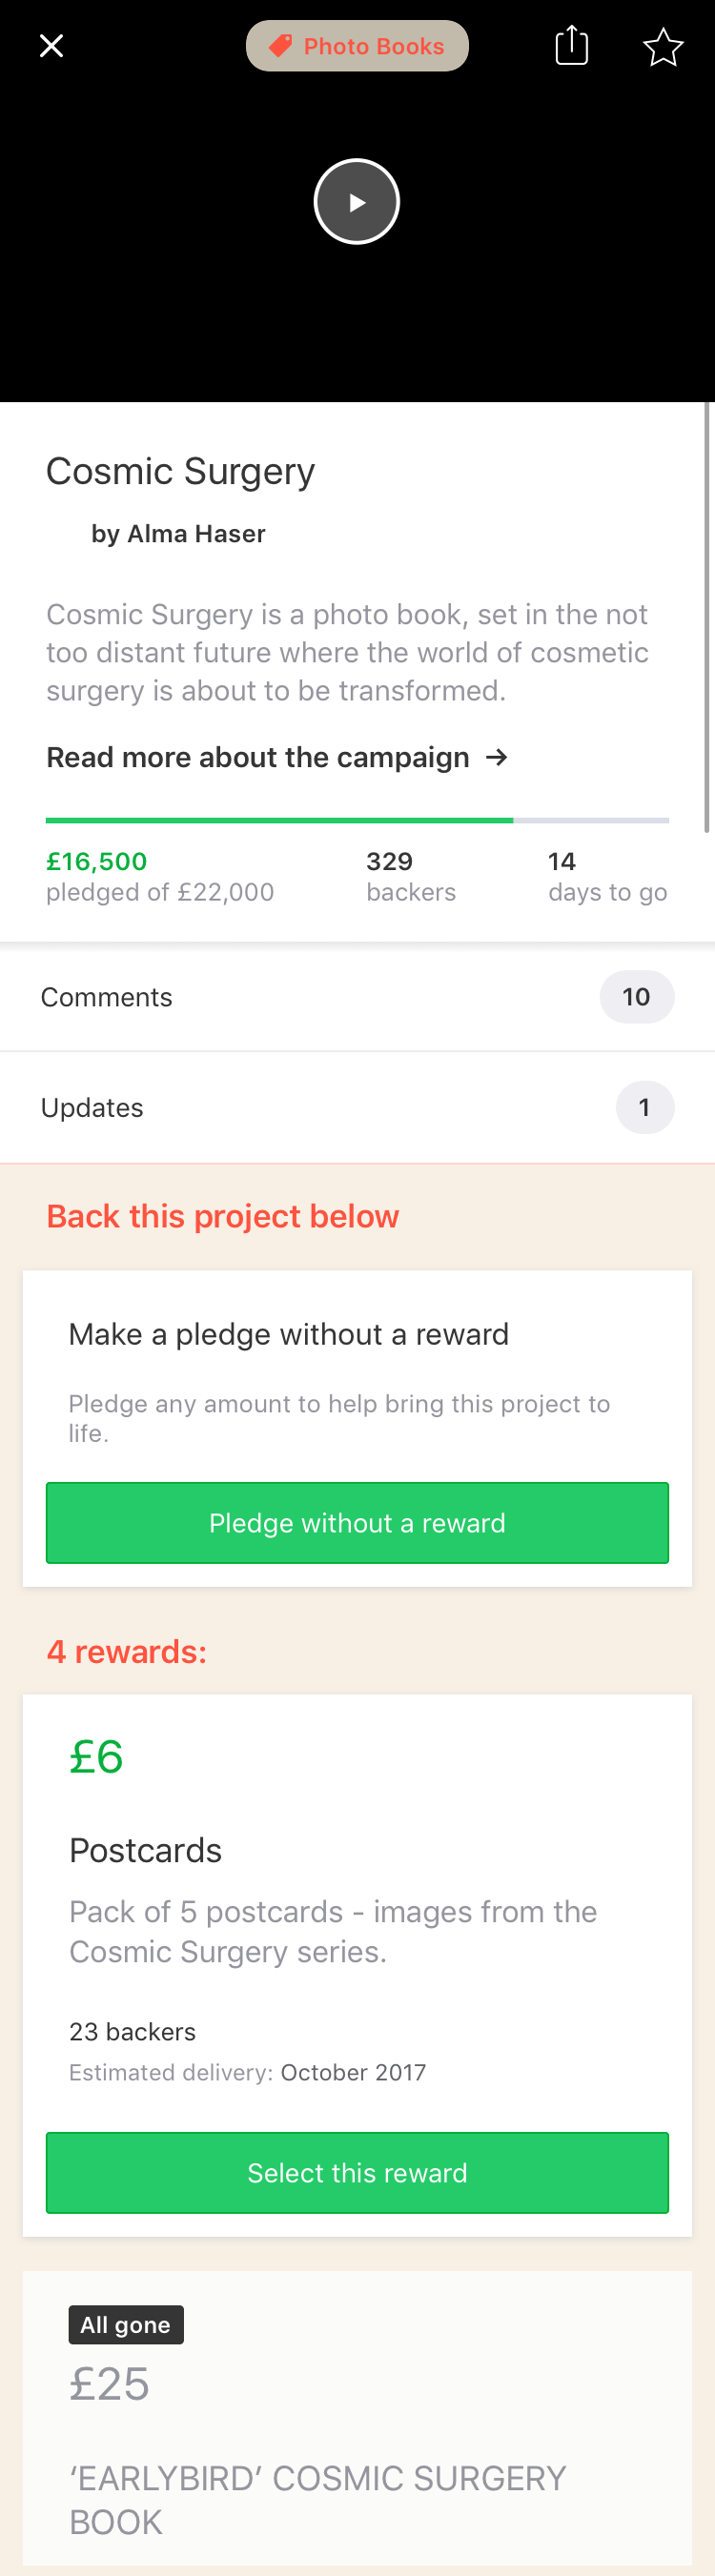 Photo Books
Cosmic Surgery
by Alma Haser
Cosmic Surgery is a photo book, set in the not
too distant future where the world of cosmetic
surgery is about to be transformed.
Read more about the campaign →
£16,500
pledged of £22,000
329
backers
14
days to go
Comments
10
Updates
1
Back this project below
Make a pledge without a reward
Pledge any amount to help bring this project to
life.
Pledge without a reward
4 rewards:
£6
Postcards
Pack of 5 postcards - images from the
Cosmic Surgery series.
23 backers
Estimated delivery: October 2017
Select this reward
All gone
£25
‘EARLYBIRD’ COSMIC SURGERY
BOOK